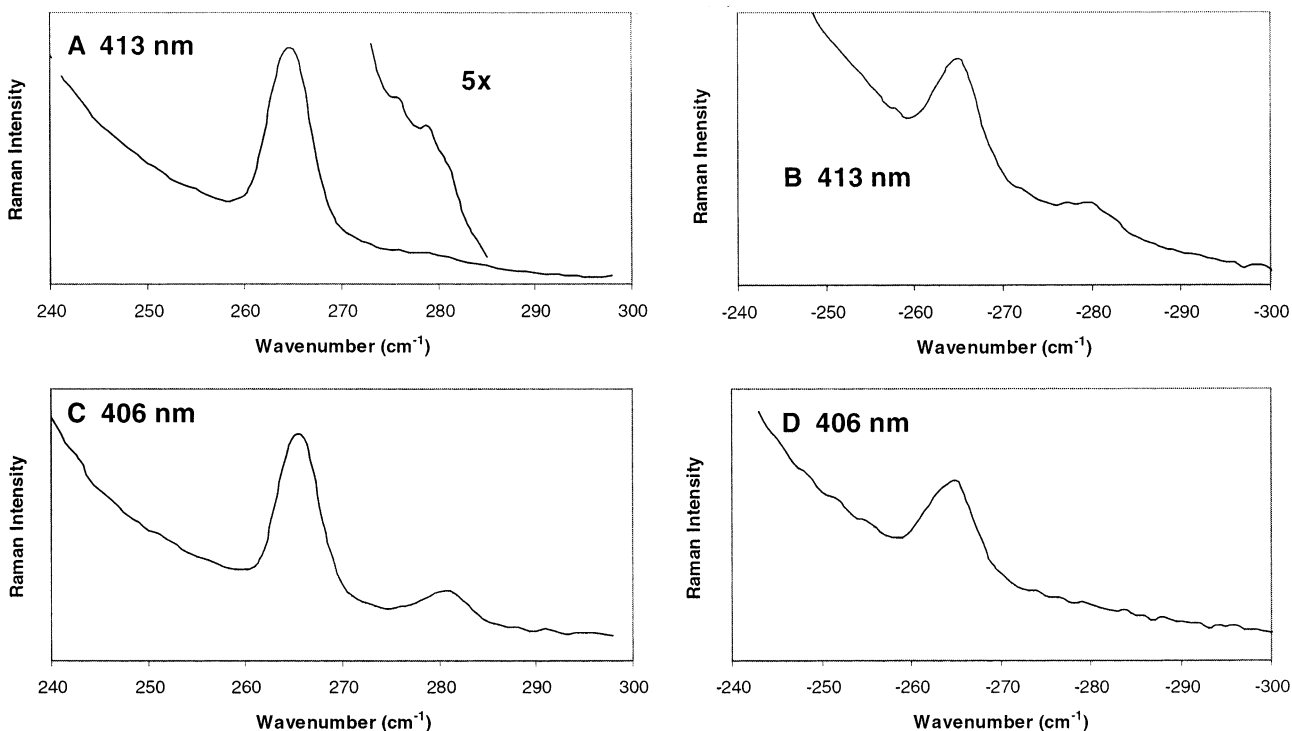 A 413 nm
5x
Raman Intensity
240 250 260 270 280 290 300
Wavenumber (cm-1)
B 413 nm
Raman Inensity
-240 -250 -260 -270 -280 -290 -300
Wavenumber (cm-1)
C 406 nm
Raman Intensity
240 250 260 270 280 290 300
Wavenumber (cm-1)
D 406 nm
Raman Intensity
-240 -250 -260 -270 -280 -290 -300
Wavenumber (cm-1)